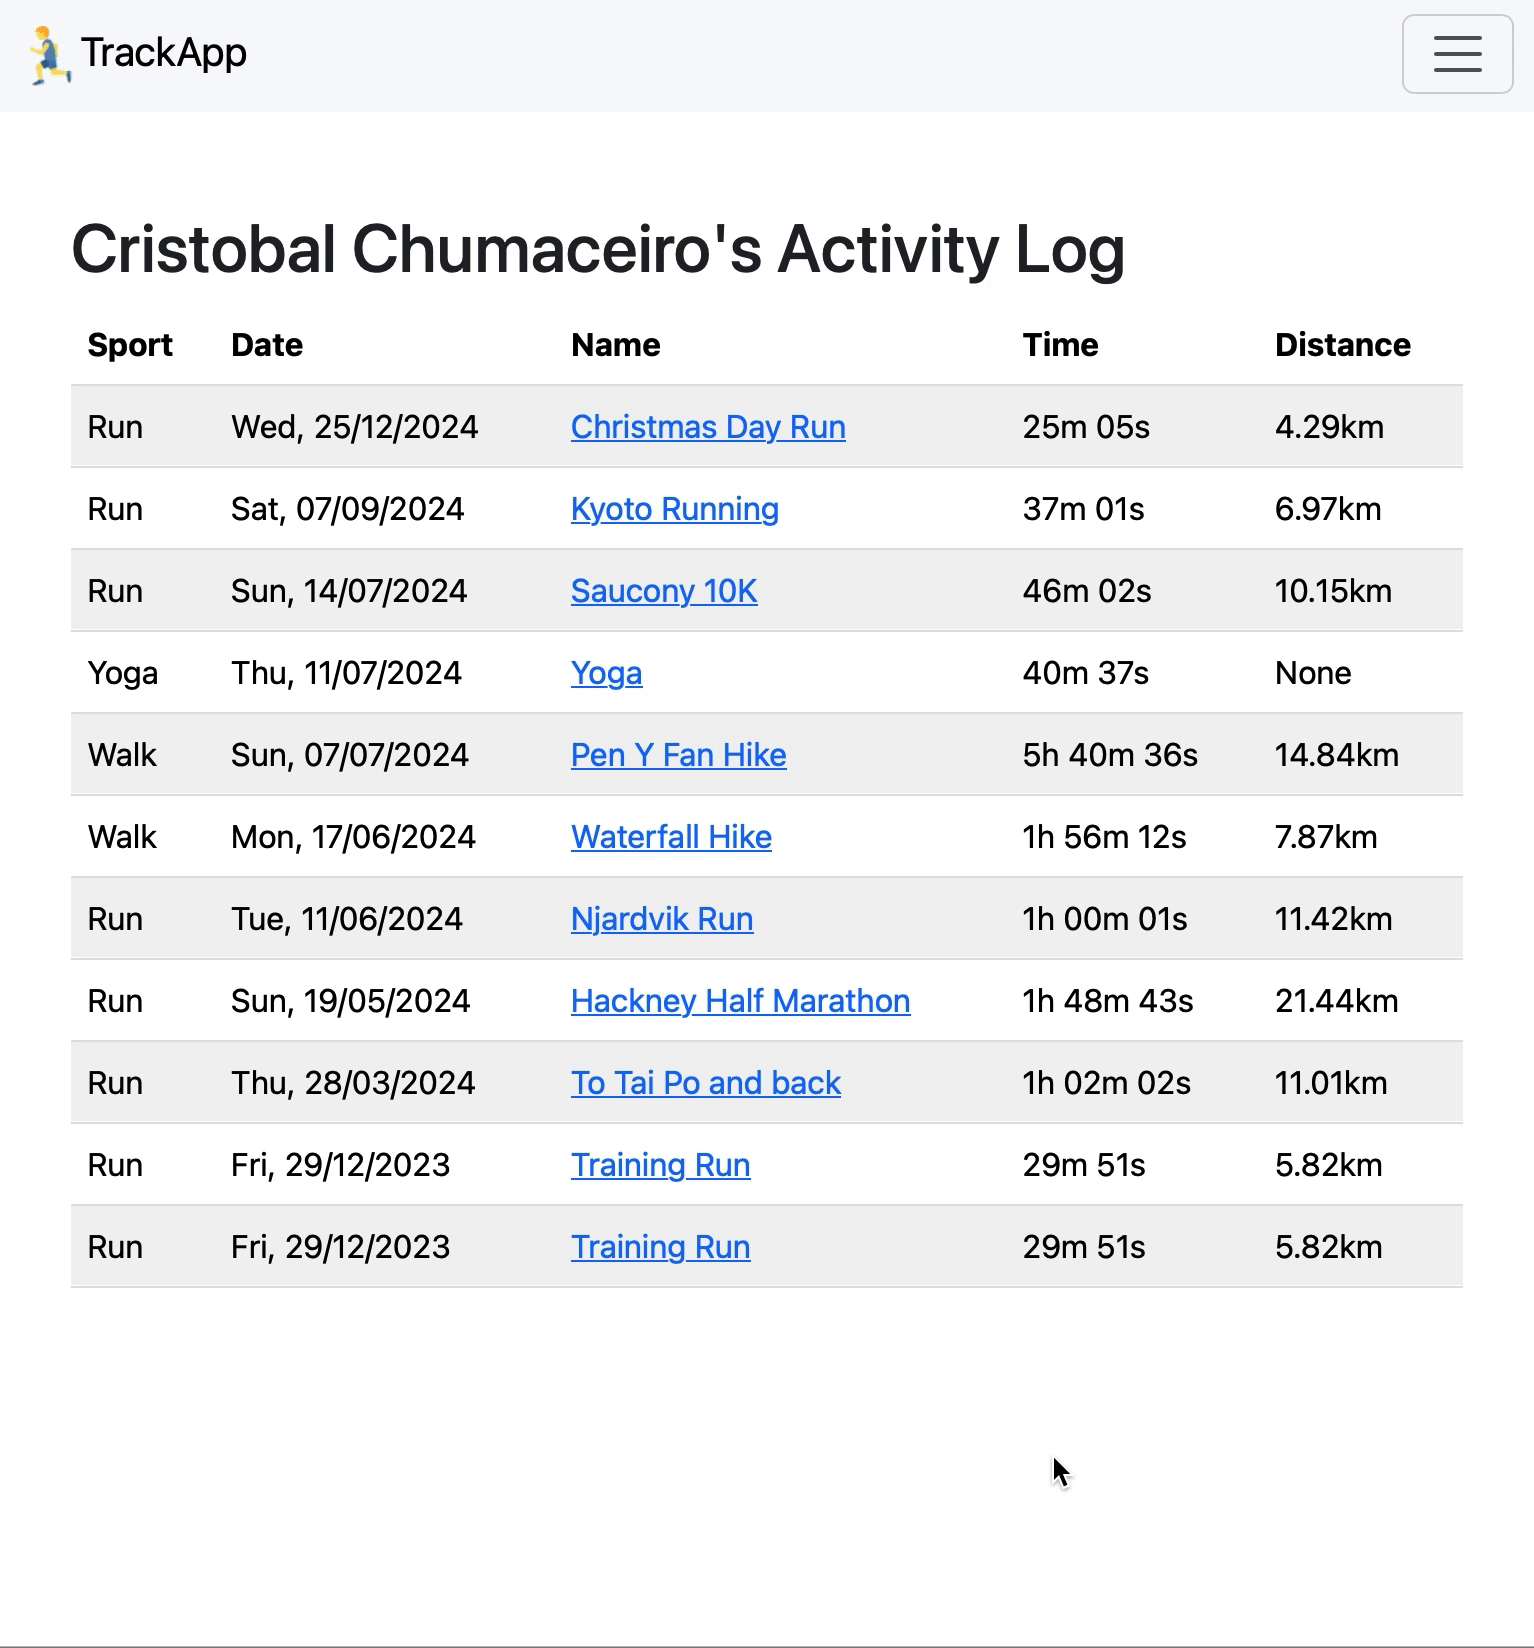 TrackApp
Cristobal Chumaceiro's Activity Log
Sport Date Name Time Distance
Run Wed, 25/12/2024 Christmas Day Run 25m 05s 4.29km
Run Sat, 07/09/2024 Kyoto Running 37m 01s 6.97km
Run Sun, 14/07/2024 Saucony 10K 46m 02s 10.15km
Yoga Thu, 11/07/2024 Yoga 40m 37s None
Walk Sun, 07/07/2024 Pen Y Fan Hike 5h 40m 36s 14.84km
Walk Mon, 17/06/2024 Waterfall Hike 1h 56m 12s 7.87km
Run Tue, 11/06/2024 Njardvik Run 1h 00m 01s 11.42km
Run Sun, 19/05/2024 Hackney Half Marathon 1h 48m 43s 21.44km
Run Thu, 28/03/2024 To Tai Po and back 1h 02m 02s 11.01km
Run Fri, 29/12/2023 Training Run 29m 51s 5.82km
Run Fri, 29/12/2023 Training Run 29m 51s 5.82km